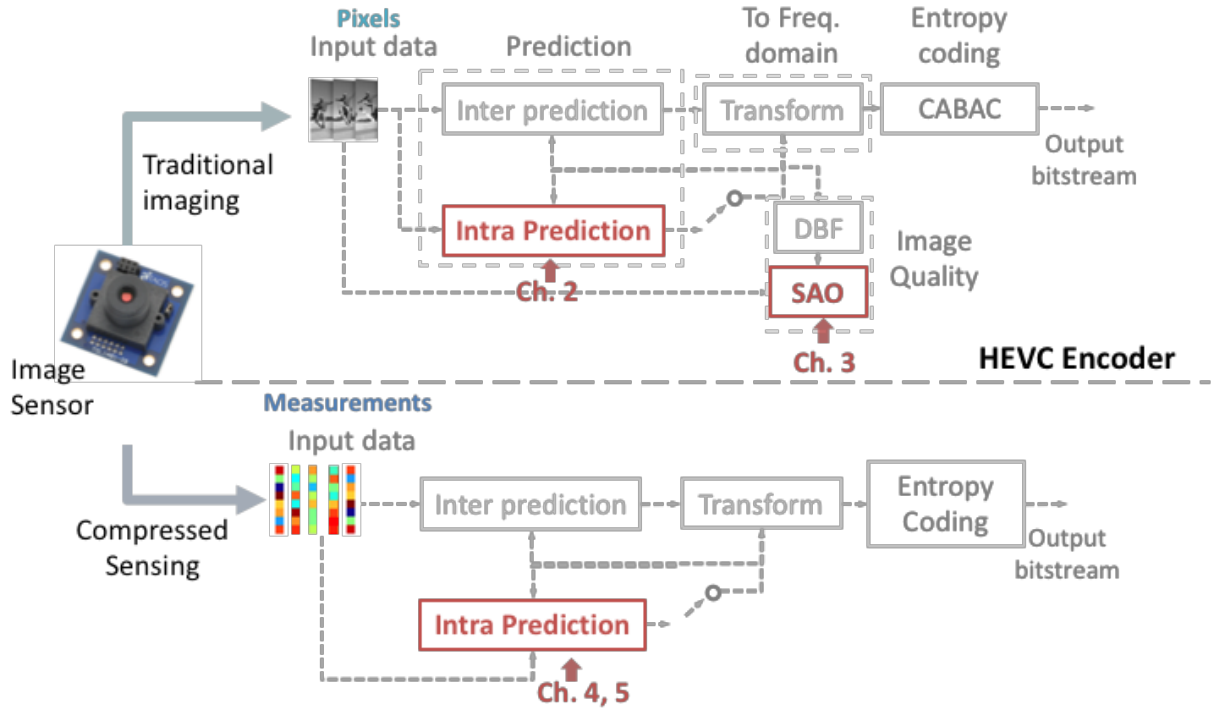 Pixels
Input data
Prediction
To Freq.
domain
Entropy
coding
Inter prediction
Transform
CABAC
Output
bitstream
Traditional
imaging
Intra Prediction
DBF
Image
Quality
SAO
Ch. 2
Ch. 3
HEVC Encoder
Image
Sensor
Measurements
Input data
Compressed
Sensing
Inter prediction
Transform
Entropy
Coding
Output
bitstream
Intra Prediction
Ch. 4, 5